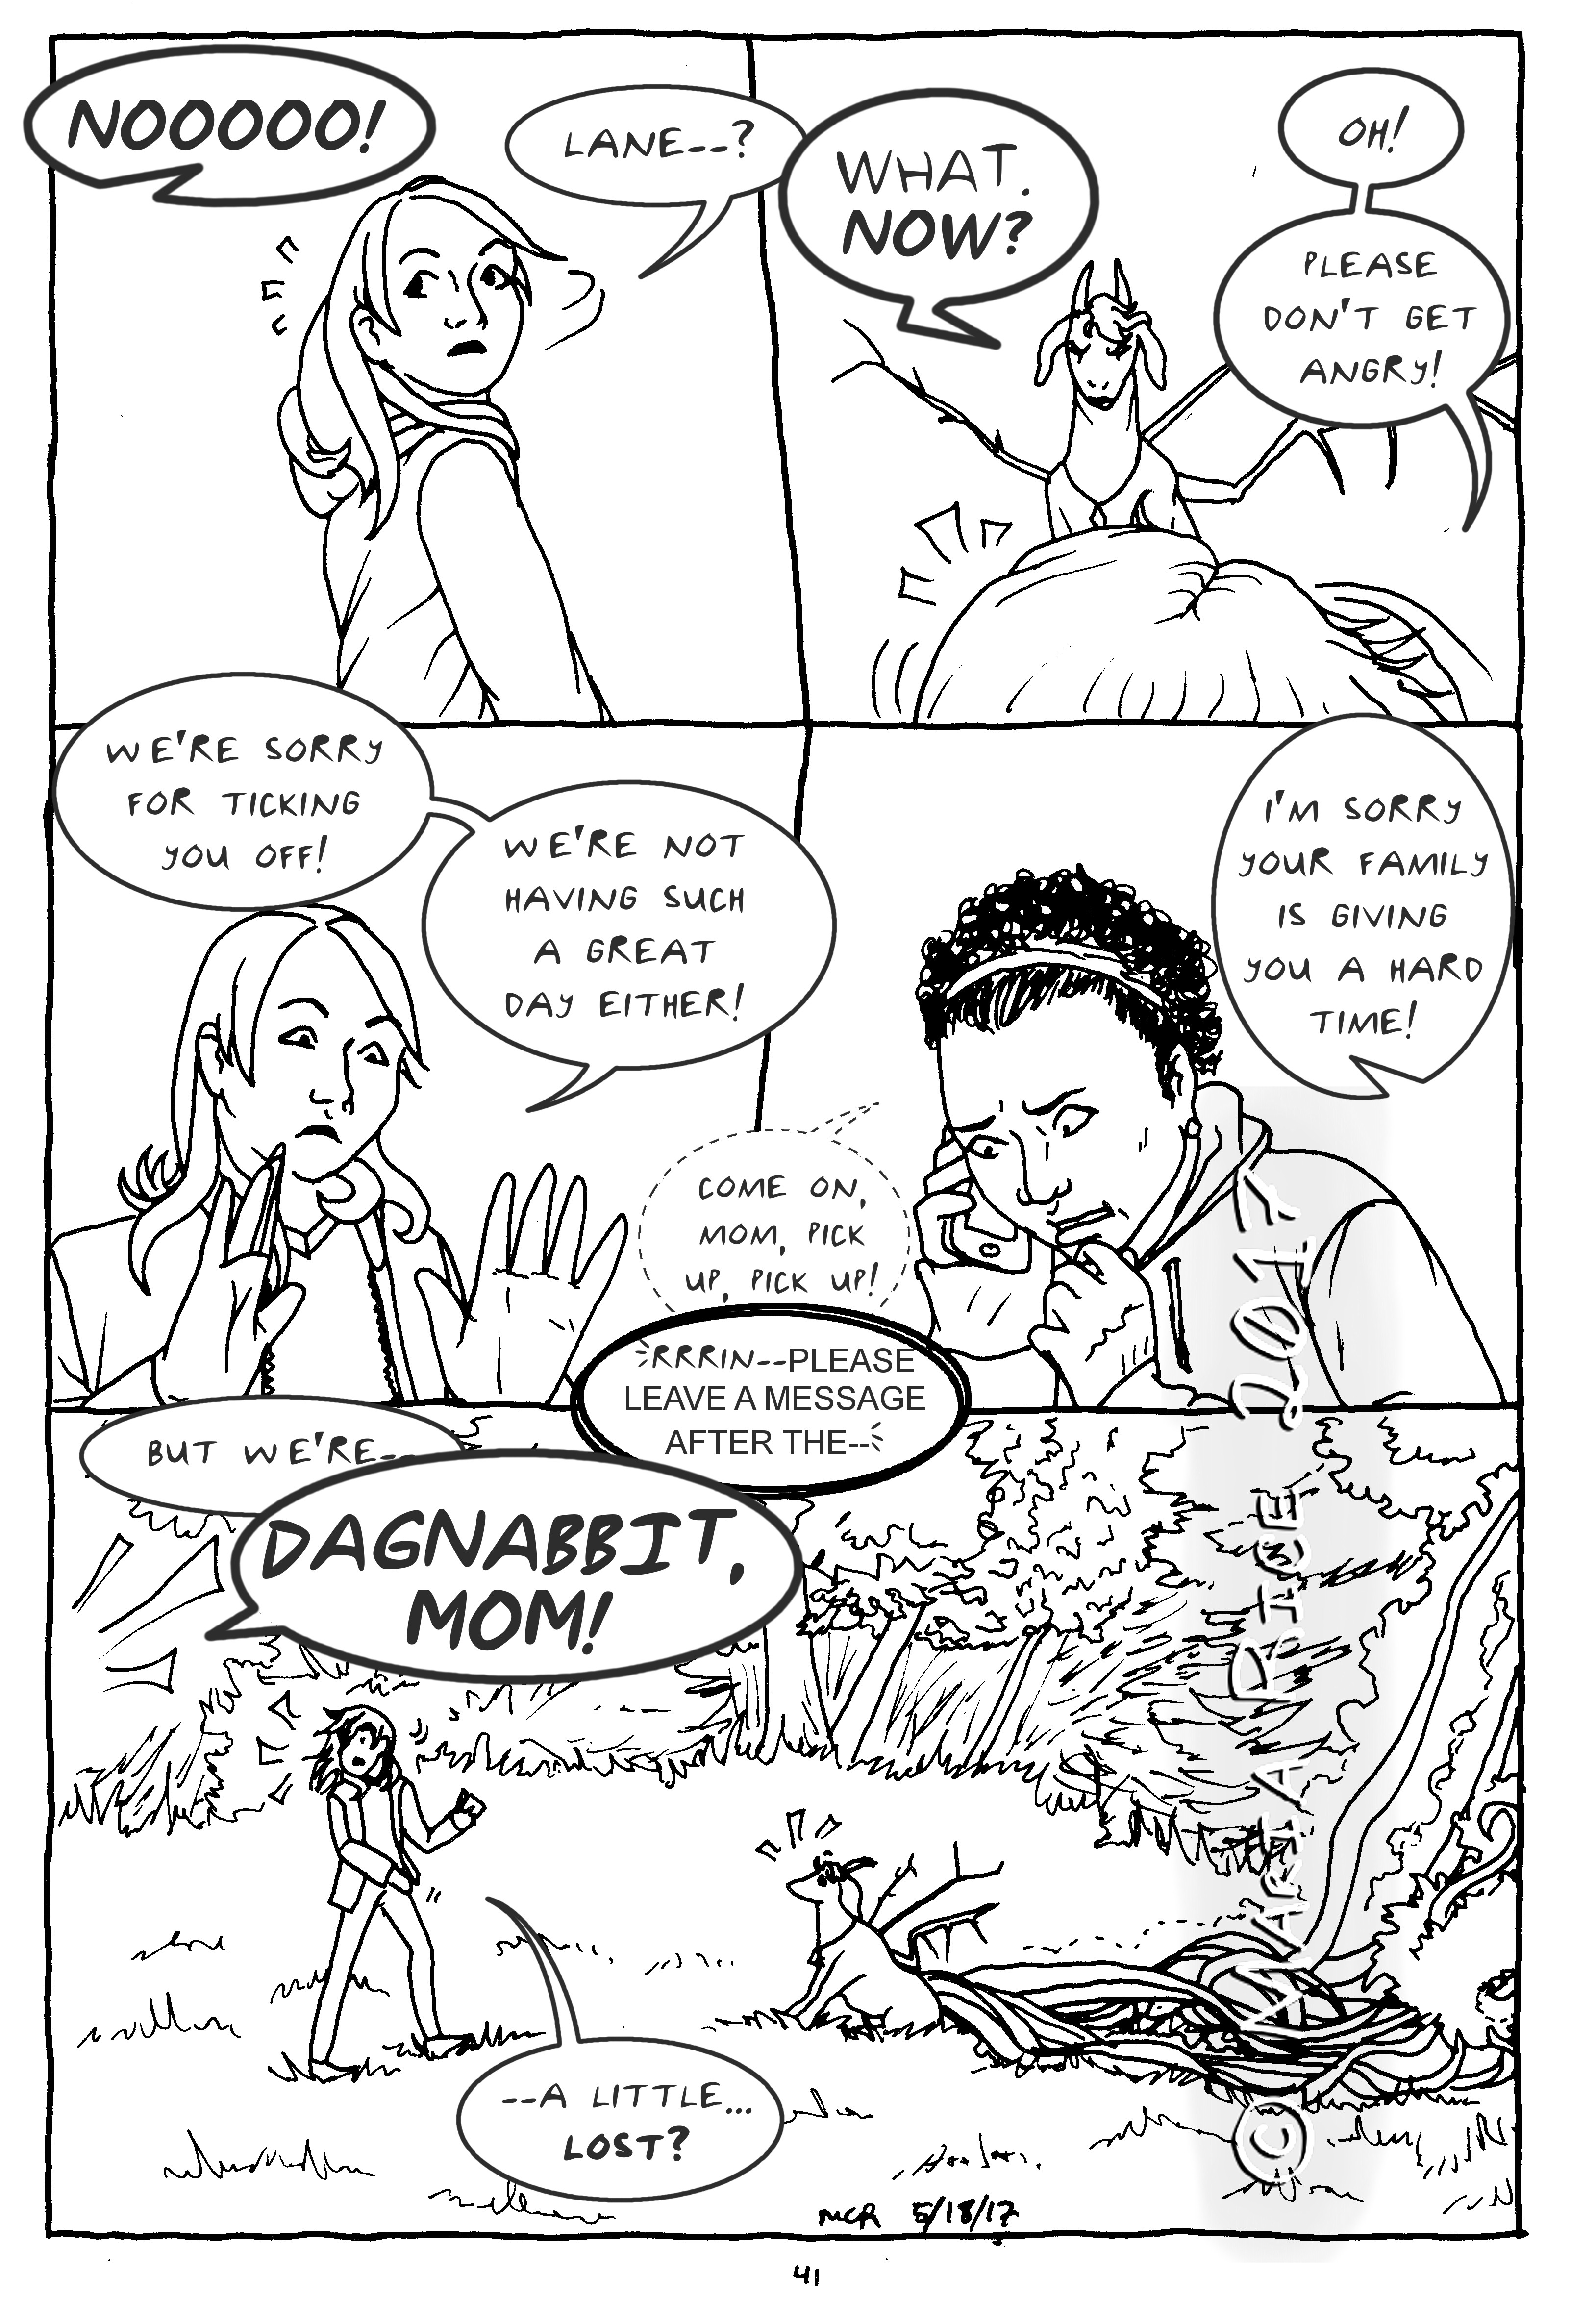 NOOOOO!
LANE--?
WHAT.
NOW?
OH!
PLEASE
DON'T GET
ANGRY!
WE'RE SORRY
FOR TICKING
YOU OFF!
WE'RE NOT
HAVING SUCH
A GREAT
DAY EITHER!
I'M SORRY
YOUR FAMILY
IS GIVING
YOU A HARD
TIME!
COME ON,
MOM, PICK
UP, PICK UP!
RRRIN--PLEASE
LEAVE A MESSAGE
AFTER THE--
BUT WE'RE--
DAGNABBIT,
MOM!
--A LITTLE...
LOST?
MCR 5/18/17
41
2017